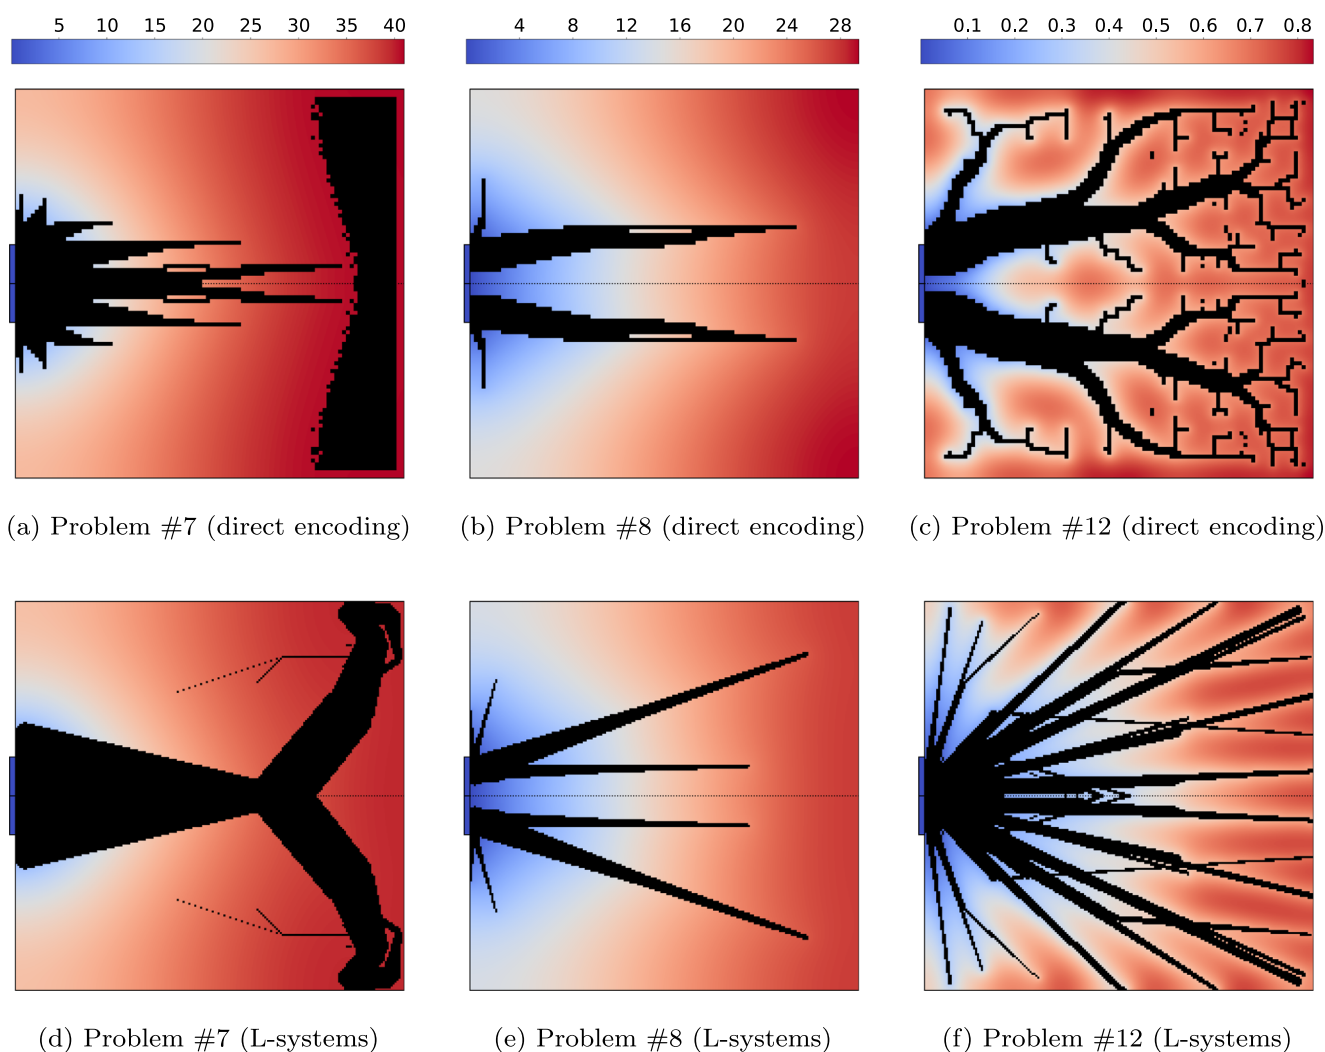 5 10 15 20 25 30 35 40
4 8 12 16 20 24 28
0.1 0.2 0.3 0.4 0.5 0.6 0.7 0.8
(a) Problem #7 (direct encoding)
(b) Problem #8 (direct encoding)
(c) Problem #12 (direct encoding)
(d) Problem #7 (L-systems)
(e) Problem #8 (L-systems)
(f) Problem #12 (L-systems)